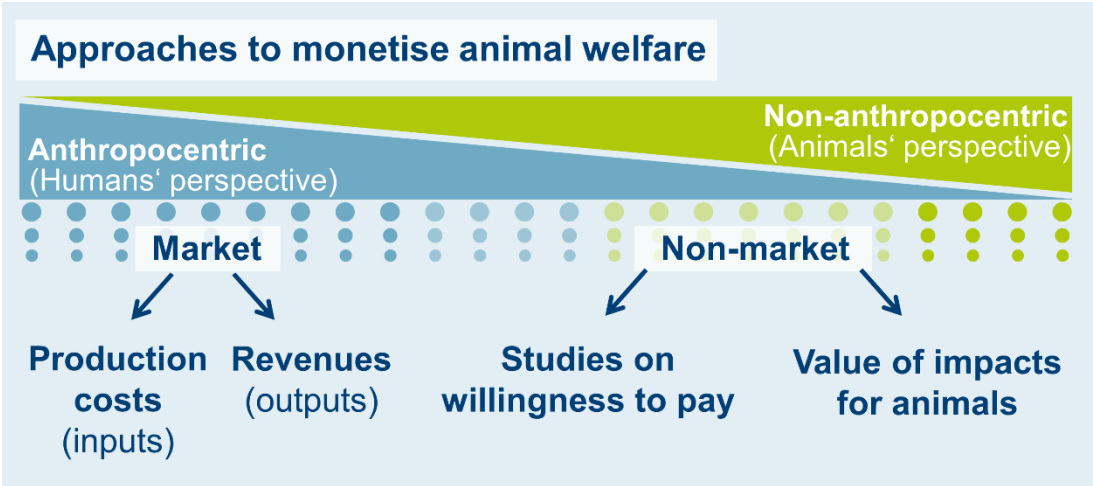 Approaches to monetise animal welfare
Non-anthropocentric
(Animals‘ perspective)
Anthropocentric
(Humans‘ perspective)
Market
Non-market
Production
costs
(inputs)
Revenues
(outputs)
Studies on
willingness to pay
Value of impacts
for animals